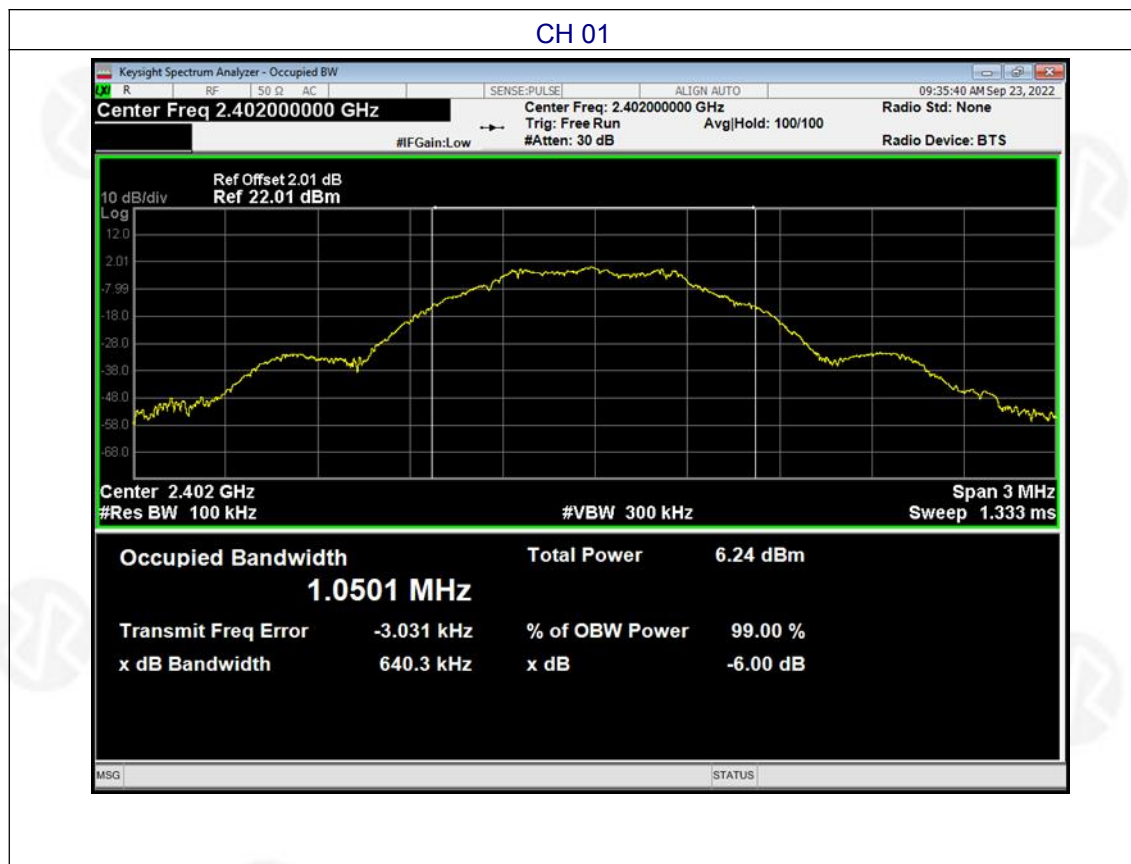 CH 01
Keysight Spectrum Analyzer - Occupied BW
LXI R RF 50 Ω AC SENSE:PULSE ALIGN AUTO 09:35:40 AM Sep 23, 2022
Center Freq 2.402000000 GHz Center Freq: 2.402000000 GHz Radio Std: None
Trig: Free Run Avg|Hold: 100/100
#IFGain:Low #Atten: 30 dB Radio Device: BTS
Ref Offset 2.01 dB
10 dB/div Ref 22.01 dBm
Log
12.0
2.01
-7.99
-18.0
-28.0
-38.0
-48.0
-58.0
-68.0
Center 2.402 GHz Span 3 MHz
#Res BW 100 kHz #VBW 300 kHz Sweep 1.333 ms
Occupied Bandwidth Total Power 6.24 dBm
1.0501 MHz
Transmit Freq Error -3.031 kHz % of OBW Power 99.00 %
x dB Bandwidth 640.3 kHz x dB -6.00 dB
MSG STATUS